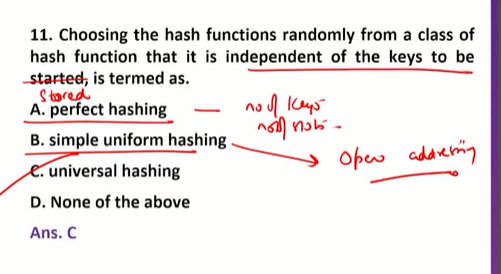 11. Choosing the hash functions randomly from a class of
hash function that it is independent of the keys to be
started, is termed as.
Stored
A. perfect hashing
no of keys
B. simple uniform hashing
Open addressing
C. universal hashing
D. None of the above
Ans. C